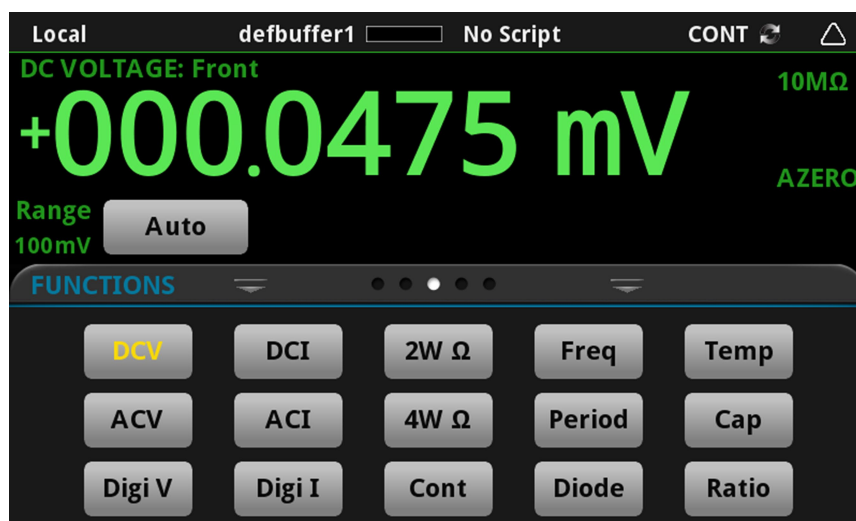 Local defbuffer1 No Script CONT
DC VOLTAGE: Front
10MΩ
+000.0475 mV
AZERO
Range
Auto
100mV
FUNCTIONS
DCV DCI 2W Ω Freq Temp
ACV ACI 4W Ω Period Cap
Digi V Digi I Cont Diode Ratio